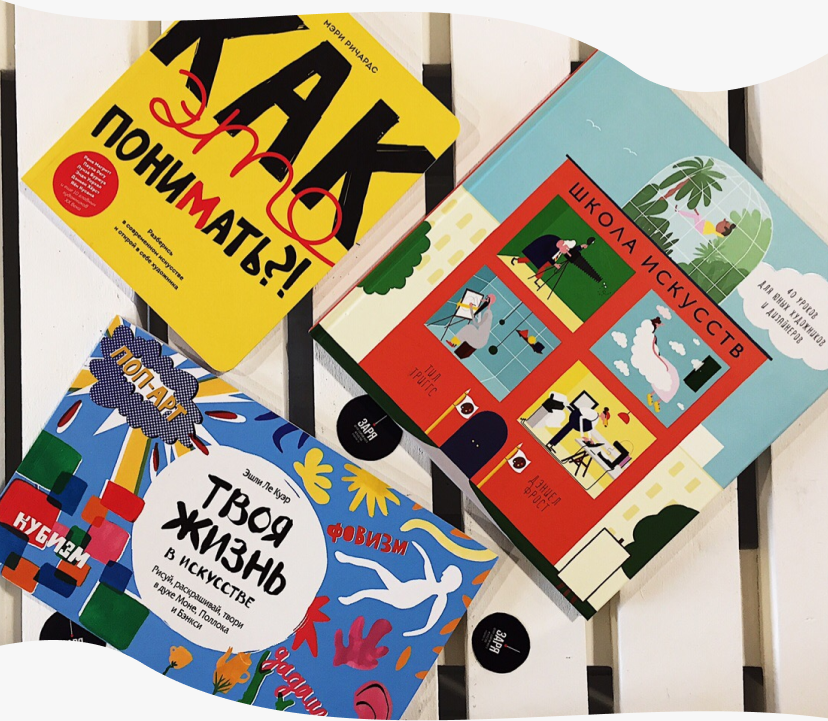 МЭРИ РИЧАРДС
КАК
это
ПОНИМАТЬ?!
Разберись
в современном искусстве
и открой в себе художника
ШКОЛА ИСКУССТВ
40 УРОКОВ
ДЛЯ ЮНЫХ ХУДОЖНИКОВ
И ДИЗАЙНЕРОВ
ТИЛ
ТРИГГС
ДЭНИЕЛ
ФРОСТ
ЗАРЯ
ПОП-АРТ
КУБИЗМ
Эшли Ле Куэр
ТВОЯ
ЖИЗНЬ
В ИСКУССТВЕ
Рисуй, раскрашивай, твори
в духе Моне, Поллока
и Бэнкси
ФОВИЗМ
ЗАРЯ